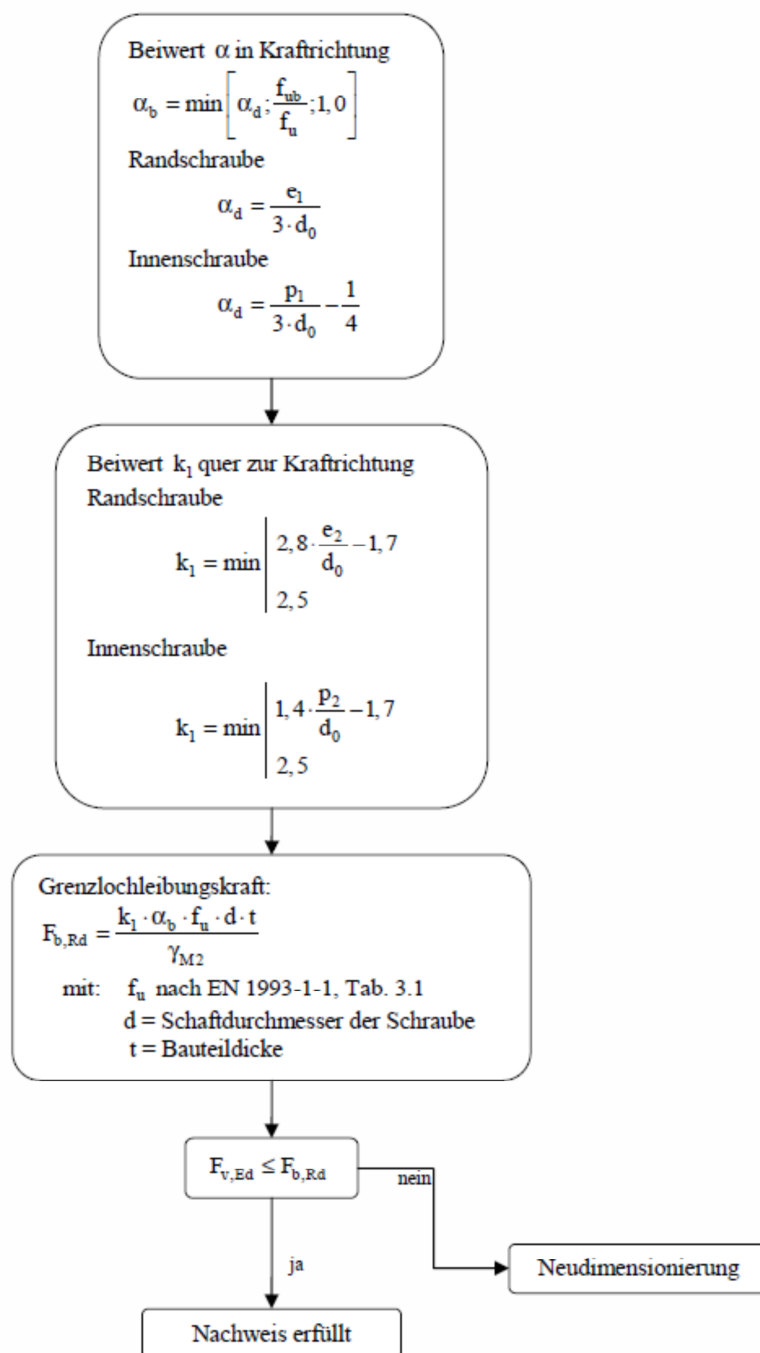 Beiwert α in Kraftrichtung
α_b = min[α_d; f_ub/f_u; 1,0]
Randschraube
α_d = e_1/(3·d_0)
Innenschraube
α_d = p_1/(3·d_0) − 1/4
Beiwert k_1 quer zur Kraftrichtung
Randschraube
k_1 = min | 2,8·e_2/d_0 − 1,7
2,5
Innenschraube
k_1 = min | 1,4·p_2/d_0 − 1,7
2,5
Grenzlochleibungskraft:
F_b,Rd = (k_1·α_b·f_u·d·t)/γ_M2
mit: f_u nach EN 1993-1-1, Tab. 3.1
d = Schaftdurchmesser der Schraube
t = Bauteildicke
F_v,Ed ≤ F_b,Rd
nein
ja
Neudimensionierung
Nachweis erfüllt